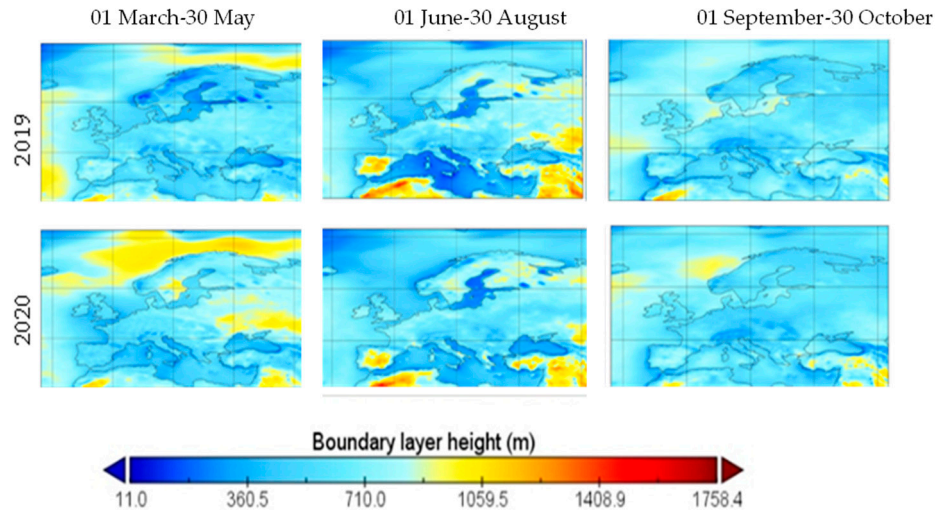 01 March-30 May
01 June-30 August
01 September-30 October
2019
2020
Boundary layer height (m)
11.0
360.5
710.0
1059.5
1408.9
1758.4